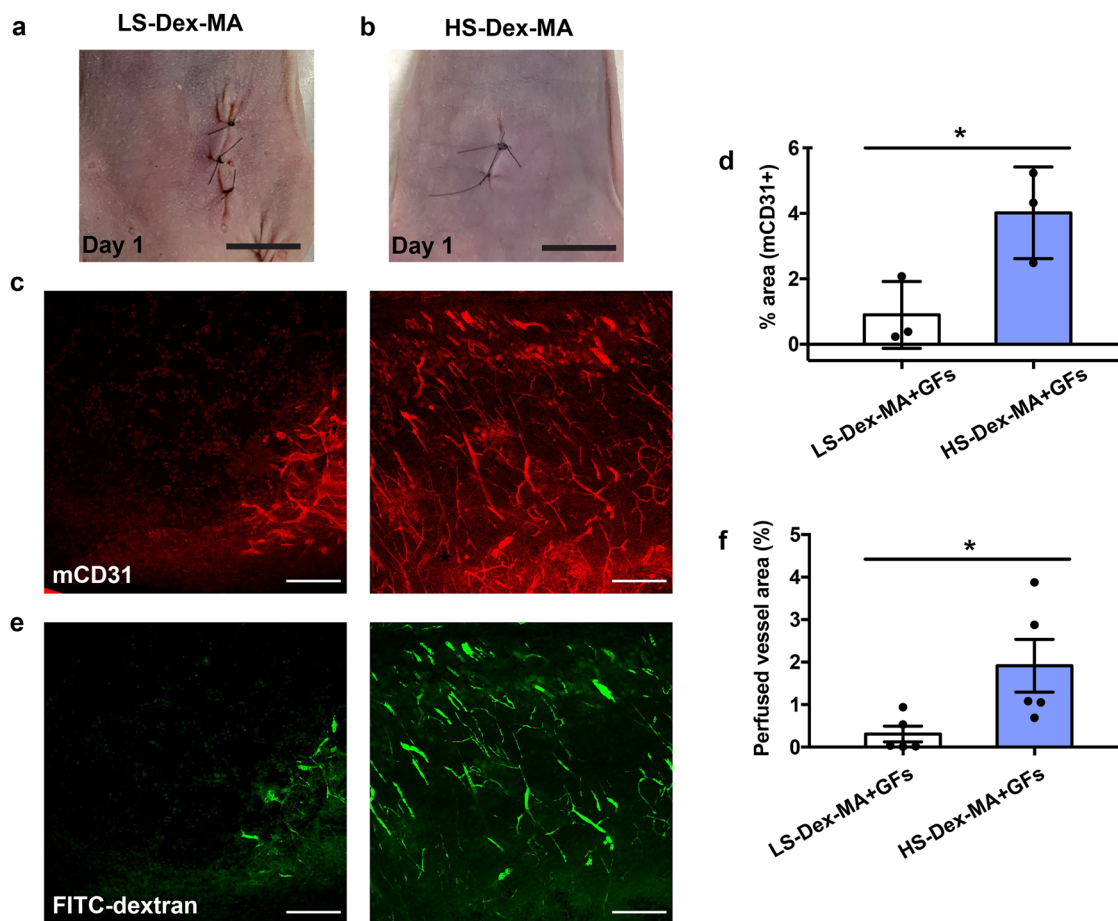 a
LS-Dex-MA
Day 1
b
HS-Dex-MA
Day 1
c
mCD31
d
*
% area (mCD31+)
6
4
2
0
LS-Dex-MA+GFs
HS-Dex-MA+GFs
e
FITC-dextran
f
*
Perfused vessel area (%)
5
4
3
2
1
0
LS-Dex-MA+GFs
HS-Dex-MA+GFs